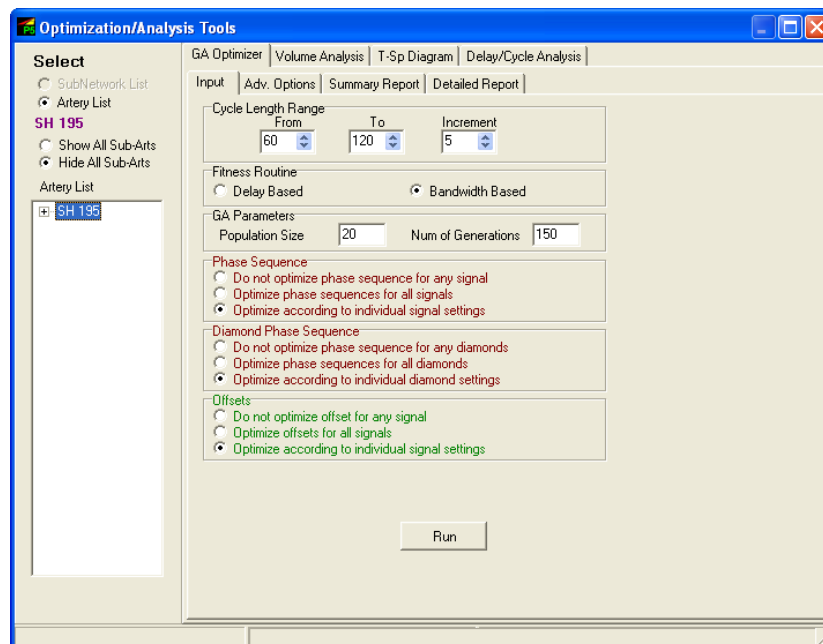 P5 Optimization/Analysis Tools
Select
SubNetwork List
Artery List
SH 195
Show All Sub-Arts
Hide All Sub-Arts
Artery List
SH 195
GA Optimizer Volume Analysis T-Sp Diagram Delay/Cycle Analysis
Input Adv. Options Summary Report Detailed Report
Cycle Length Range
From To Increment
60 120 5
Fitness Routine
Delay Based Bandwidth Based
GA Parameters
Population Size 20 Num of Generations 150
Phase Sequence
Do not optimize phase sequence for any signal
Optimize phase sequences for all signals
Optimize according to individual signal settings
Diamond Phase Sequence
Do not optimize phase sequence for any diamonds
Optimize phase sequences for all diamonds
Optimize according to individual diamond settings
Offsets
Do not optimize offset for any signal
Optimize offsets for all signals
Optimize according to individual signal settings
Run